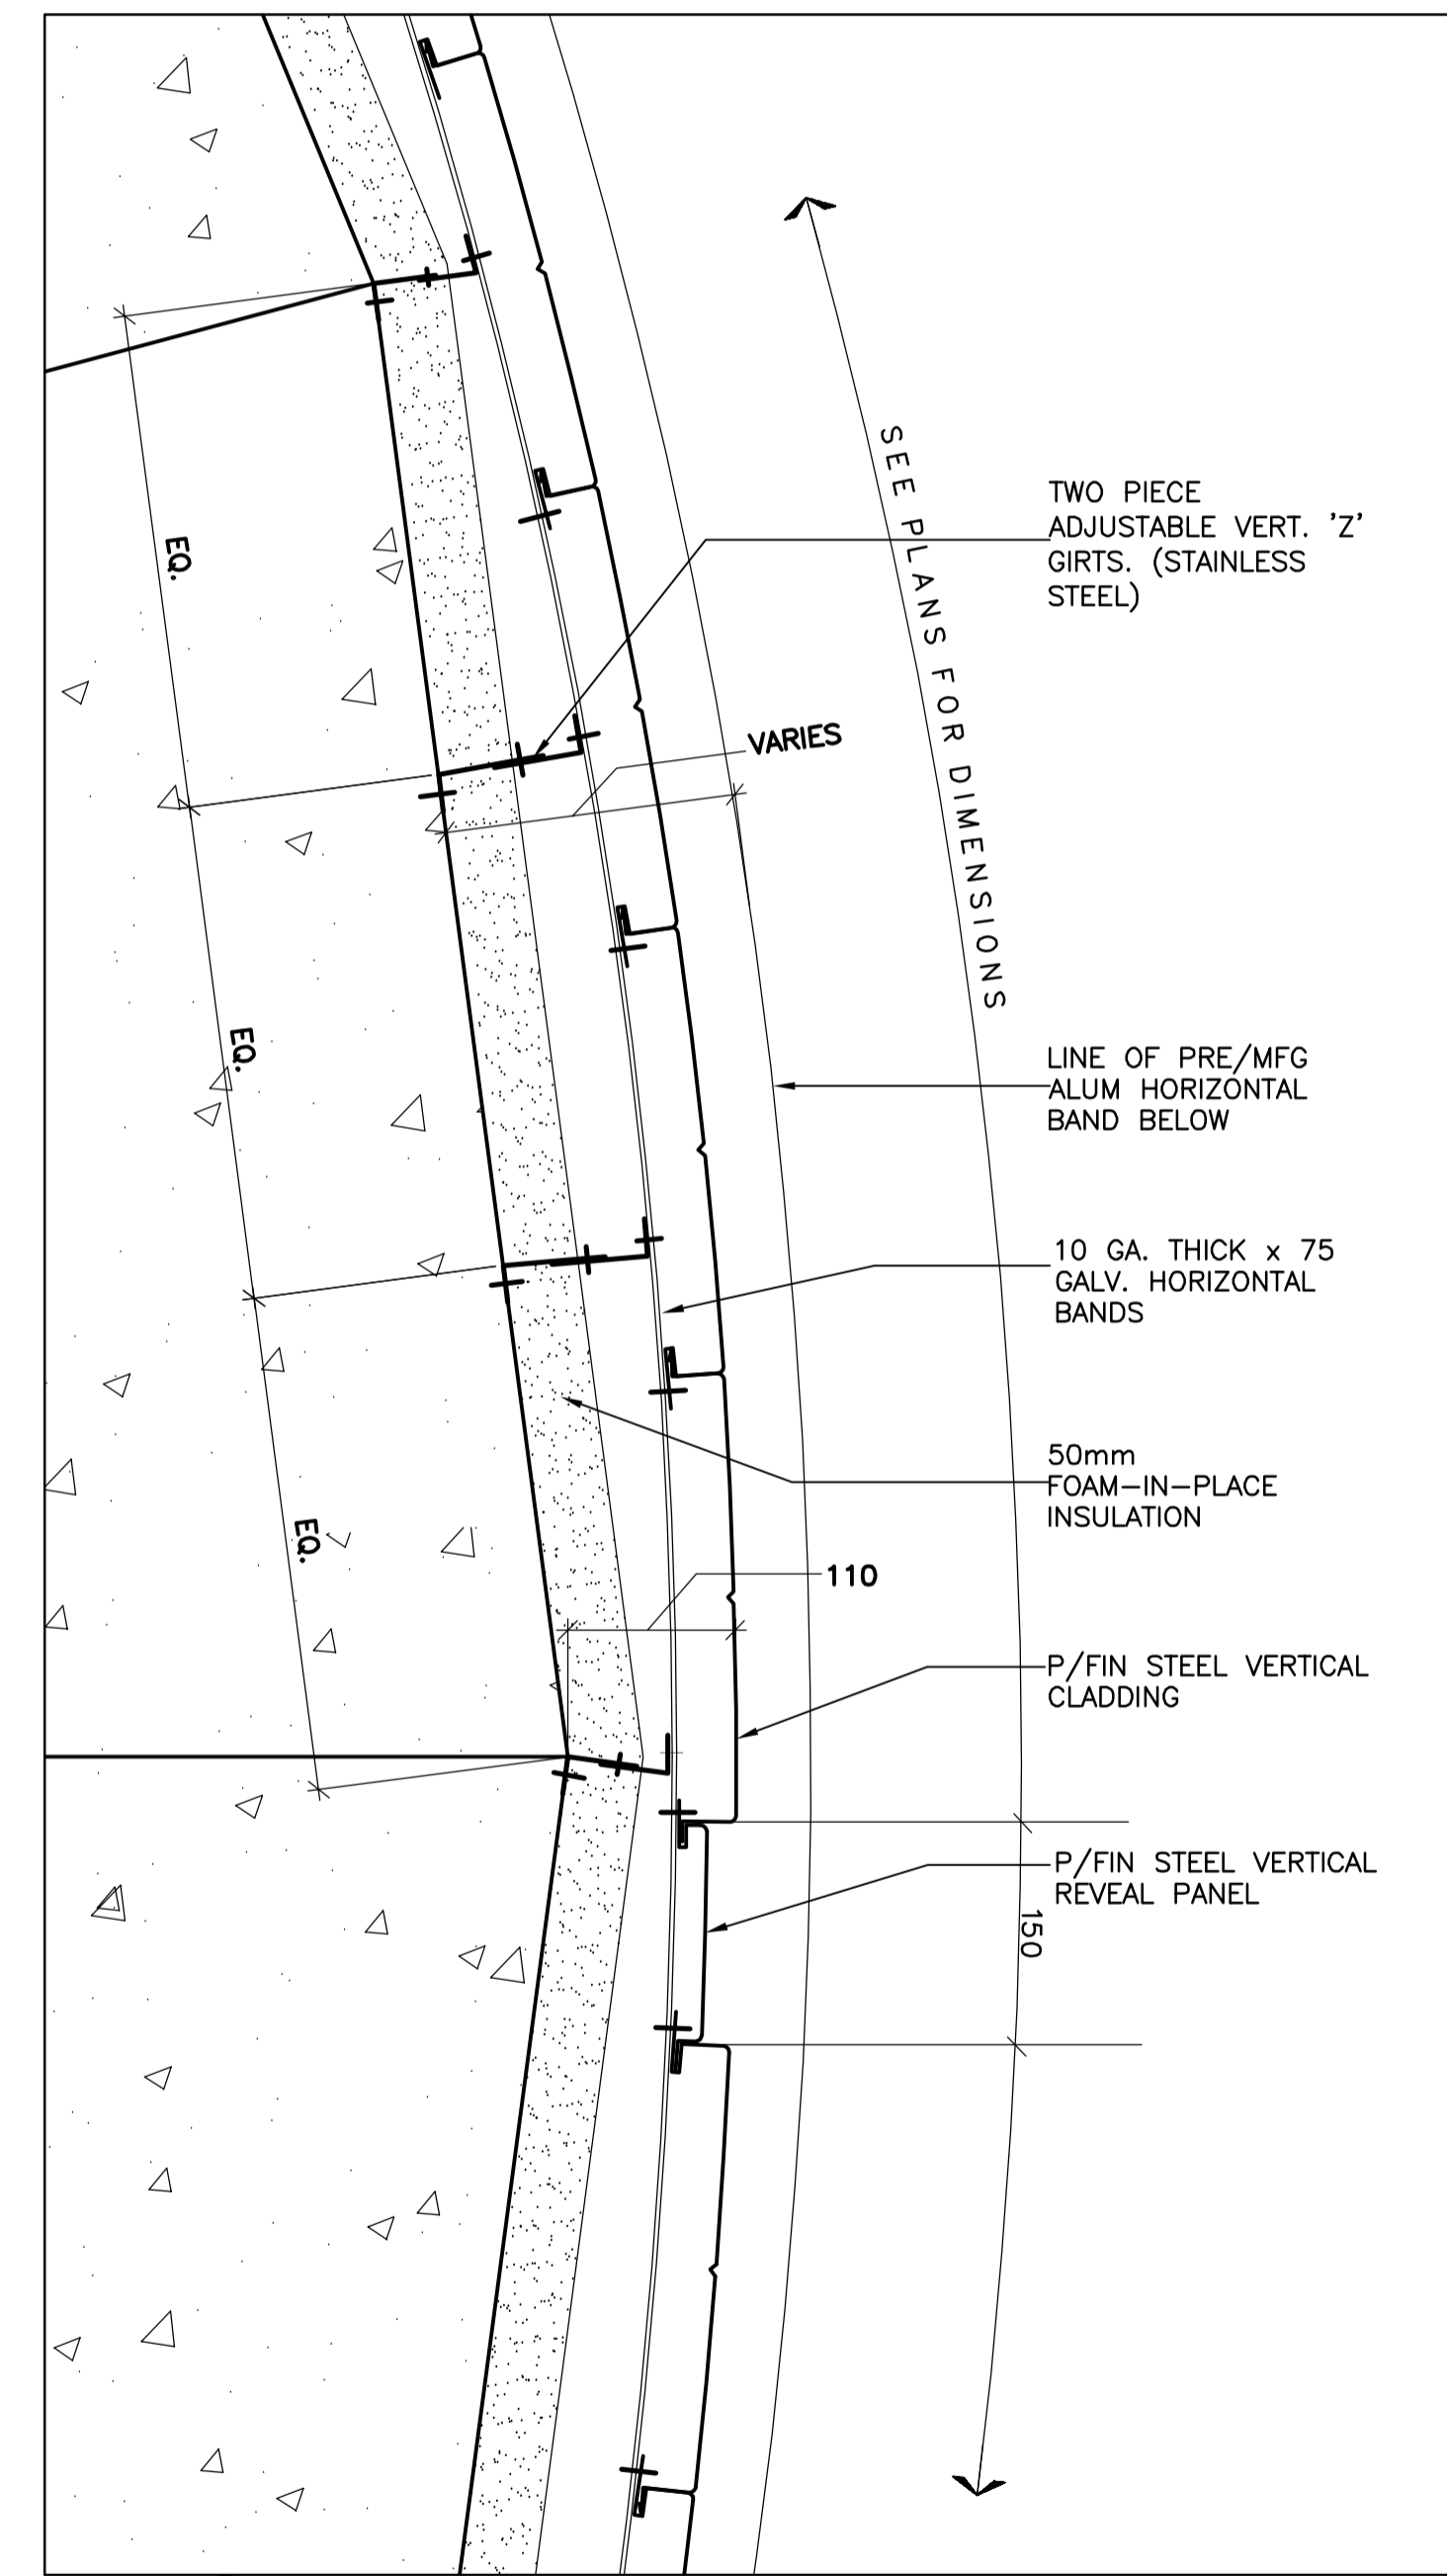 SEE PLANS FOR DIMENSIONS
TWO PIECE
ADJUSTABLE VERT. 'Z'
GIRTS. (STAINLESS
STEEL)
EQ.
VARIES
EQ.
LINE OF PRE/MFG
ALUM HORIZONTAL
BAND BELOW
10 GA. THICK x 75
GALV. HORIZONTAL
BANDS
50mm
FOAM-IN-PLACE
INSULATION
EQ.
110
P/FIN STEEL VERTICAL
CLADDING
P/FIN STEEL VERTICAL
REVEAL PANEL
150